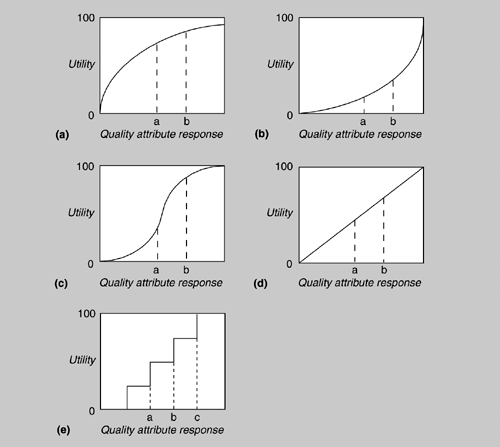 100
Utility
0
a b
(a) Quality attribute response
100
Utility
0
a b
(b) Quality attribute response
100
Utility
0
a b
(c) Quality attribute response
100
Utility
0
a b
(d) Quality attribute response
100
Utility
0
a b c
(e) Quality attribute response